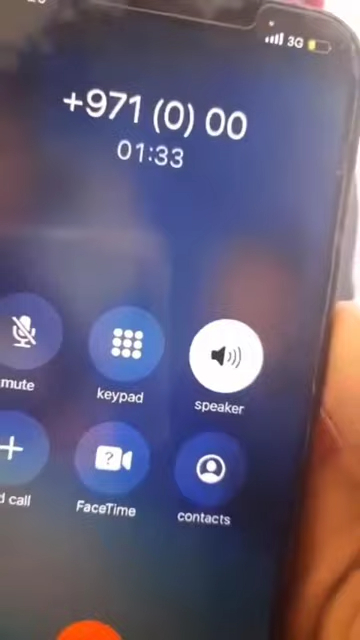 3G
+971 (0) 00
01:33
mute
keypad
speaker
d call
FaceTime
contacts